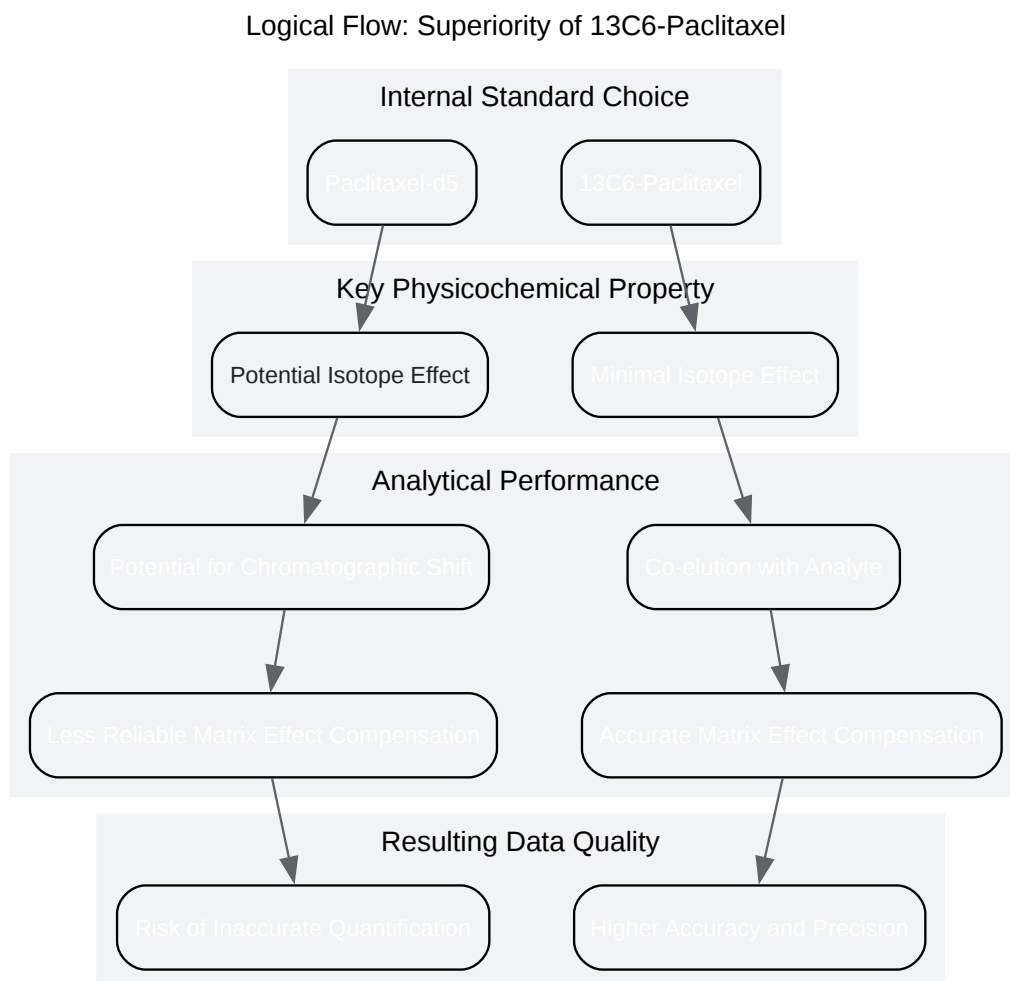 Logical Flow: Superiority of 13C6-Paclitaxel
Internal Standard Choice
Paclitaxel-d5
13C6-Paclitaxel
Key Physicochemical Property
Potential Isotope Effect
Minimal Isotope Effect
Analytical Performance
Potential for Chromatographic Shift
Co-elution with Analyte
Less Reliable Matrix Effect Compensation
Accurate Matrix Effect Compensation
Resulting Data Quality
Risk of Inaccurate Quantification
Higher Accuracy and Precision